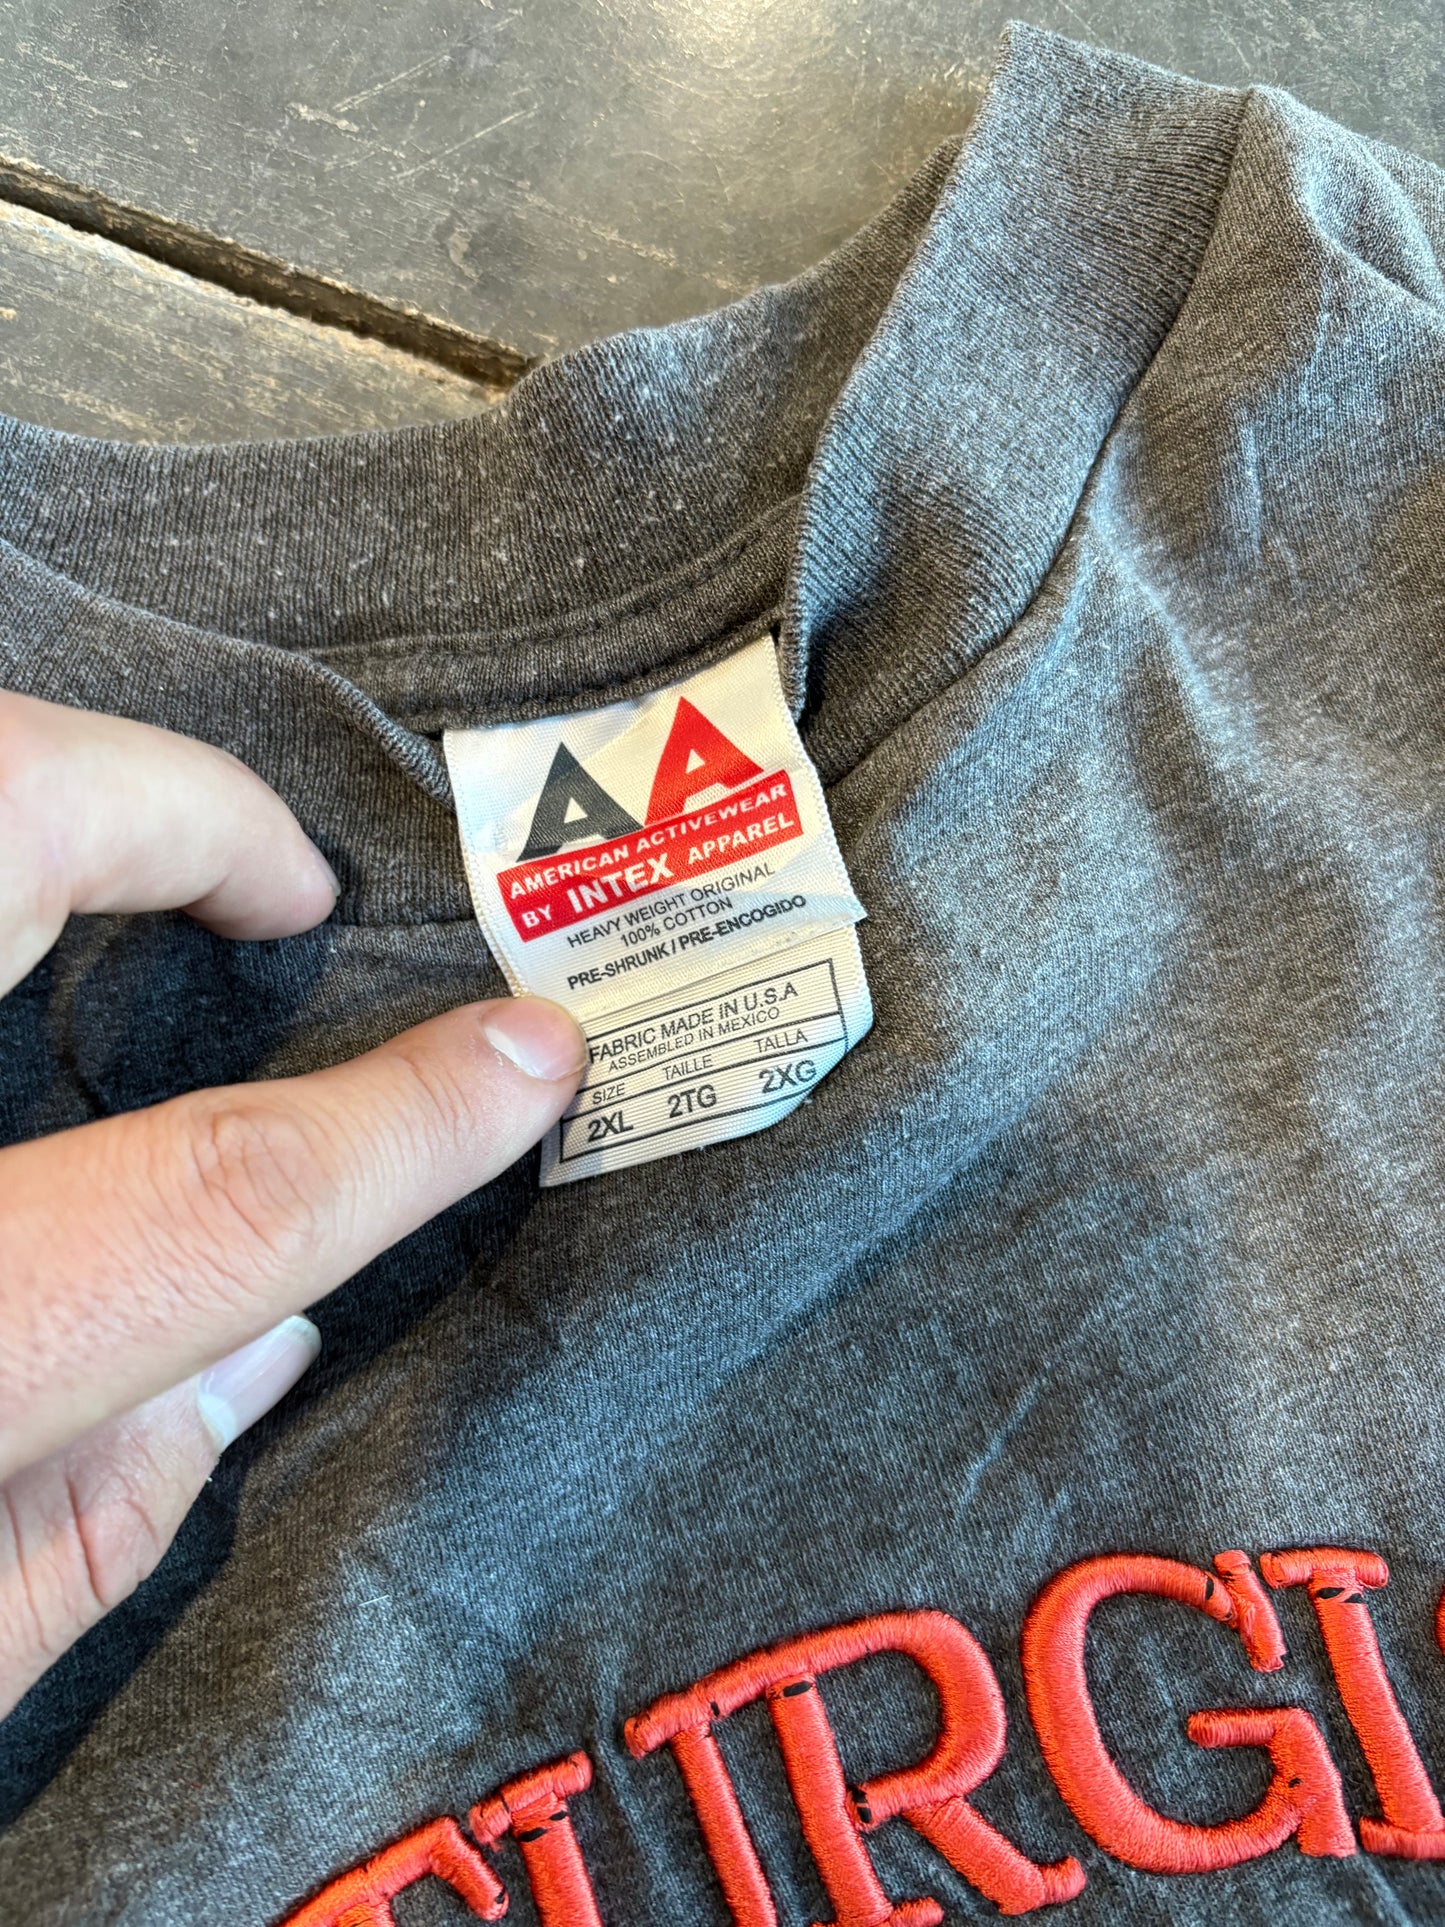 AA
AMERICAN ACTIVEWEAR
BY INTEX APPAREL
HEAVY WEIGHT ORIGINAL
100% COTTON
PRE-SHRUNK / PRE-ENCOGIDO
FABRIC MADE IN U.S.A
ASSEMBLED IN MEXICO
SIZE TAILLE TALLA
2XL 2TG 2XG